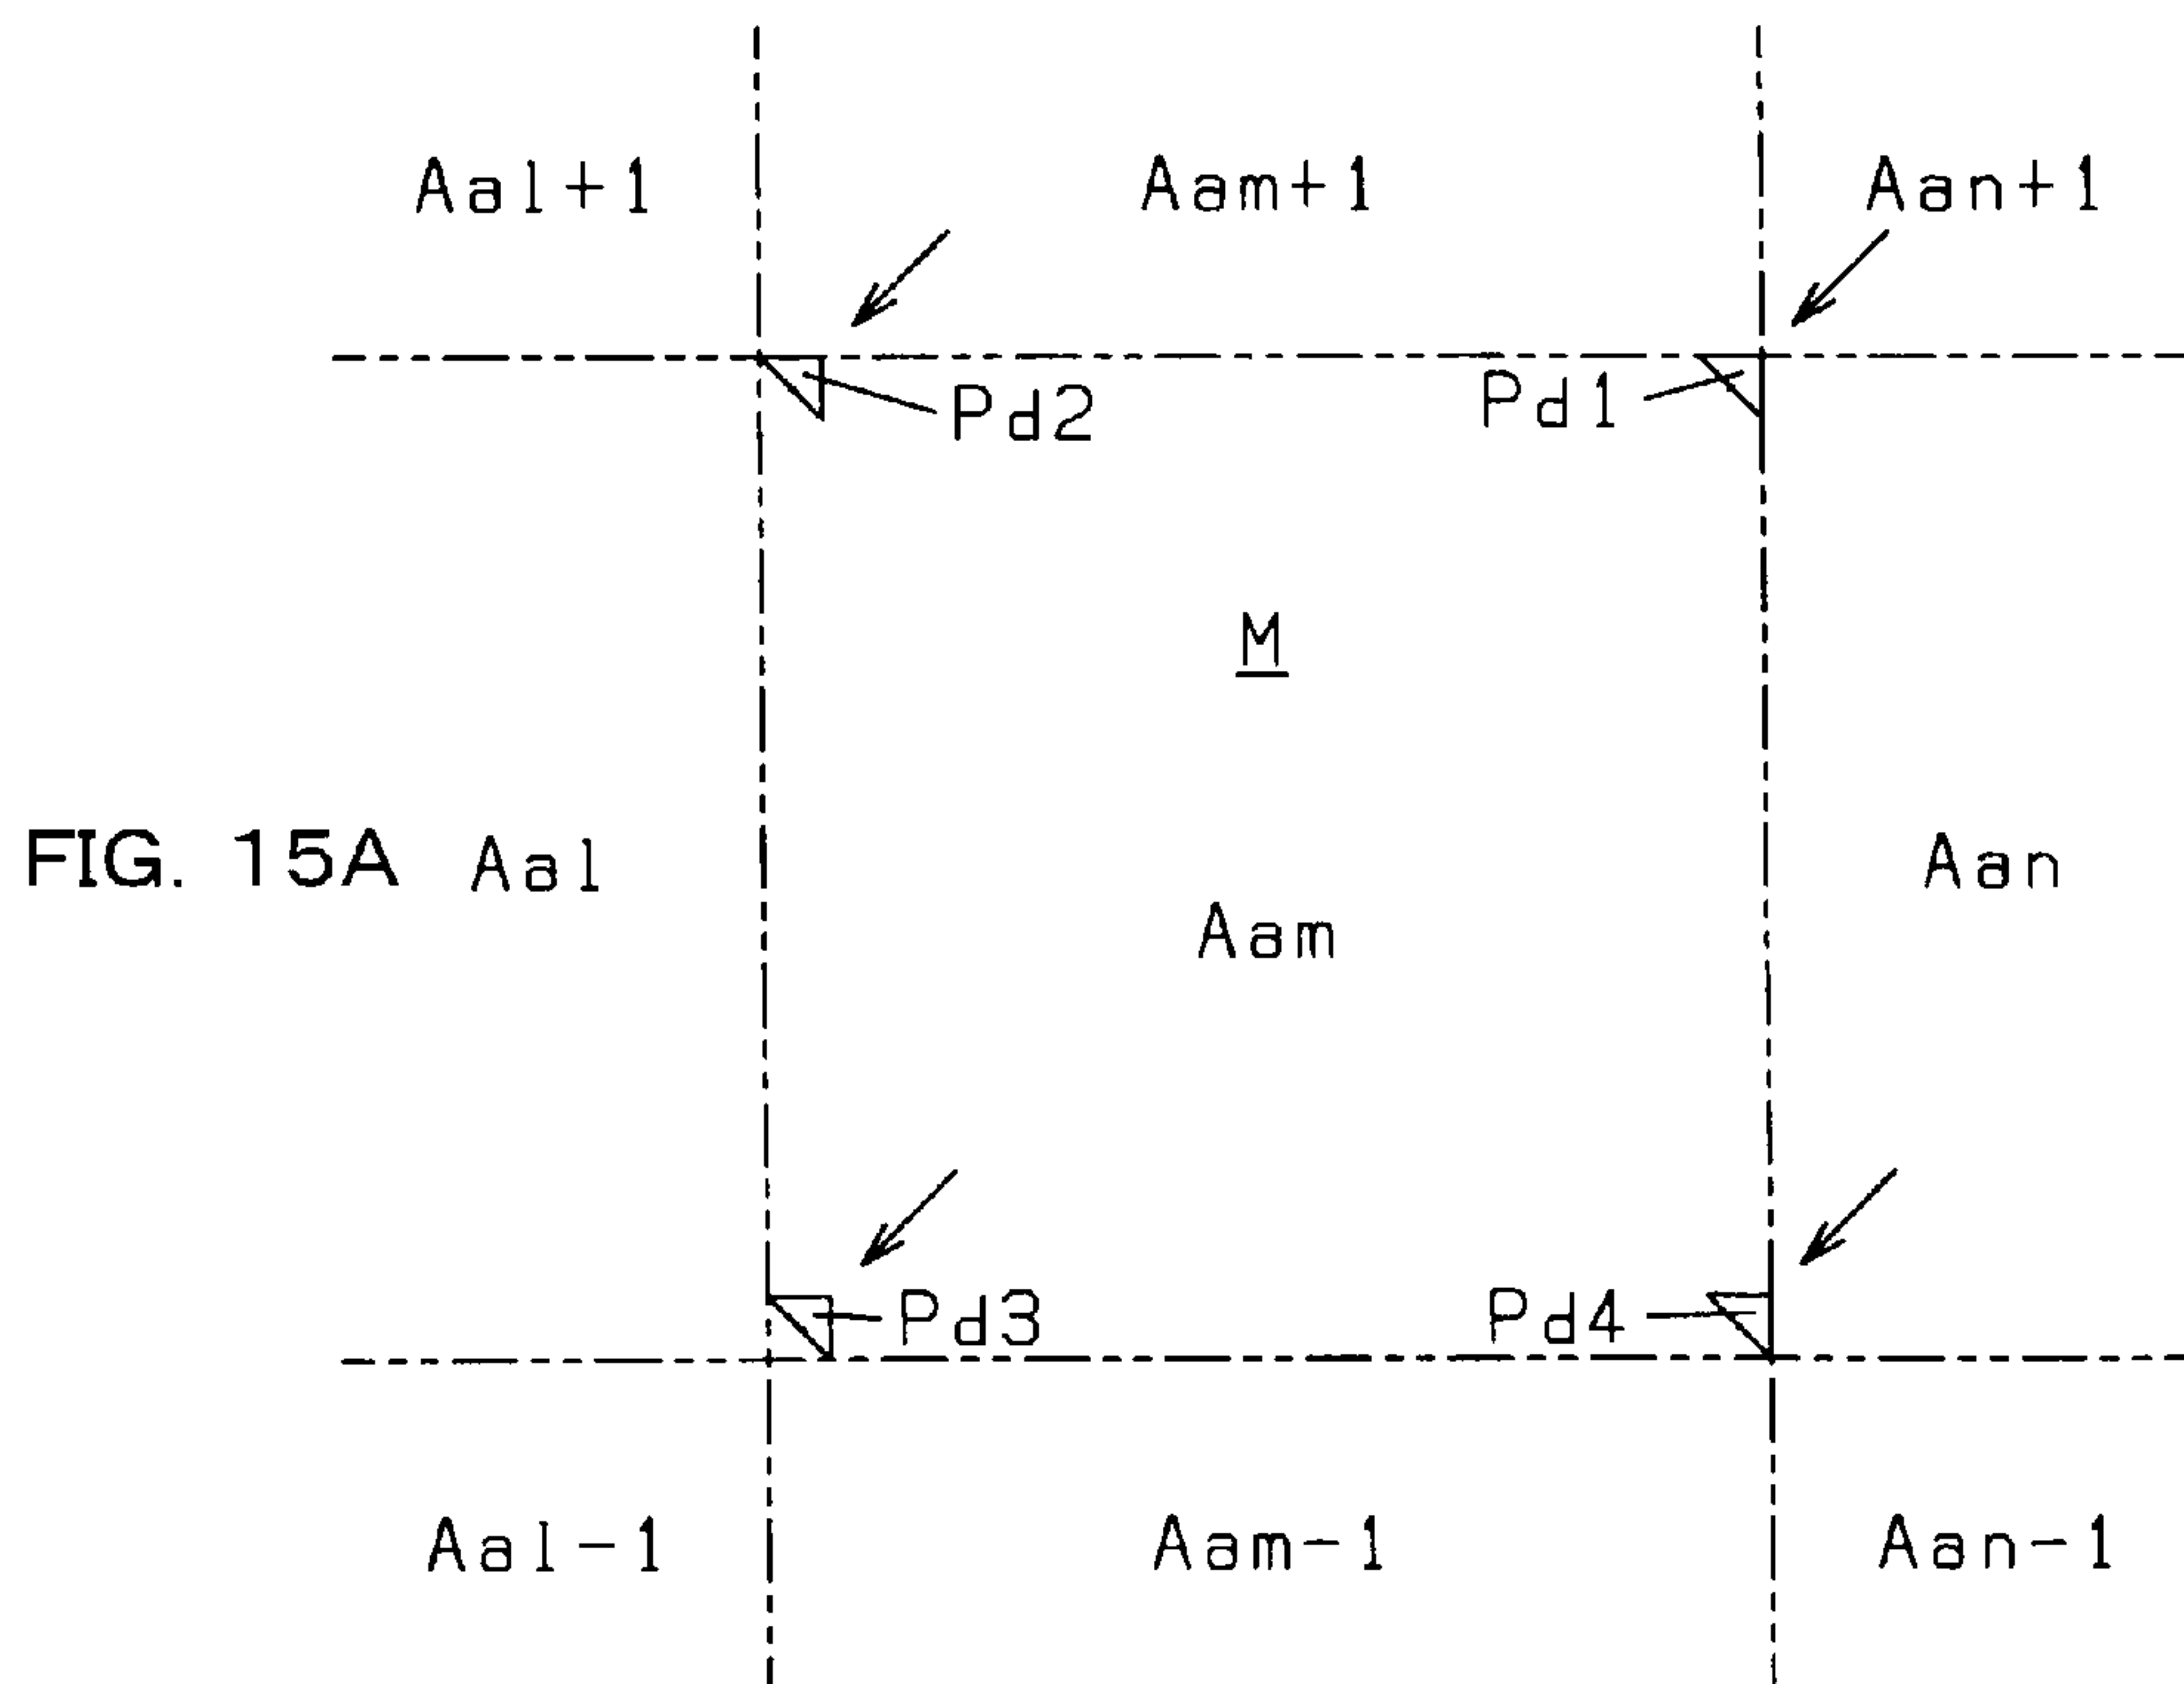 Aal+1 Aam+1 Aan+1
Pd2 Pd1
M
FIG. 15A Aal Aan
Aam
Pd3 Pd4
Aal-1 Aam-1 Aan-1